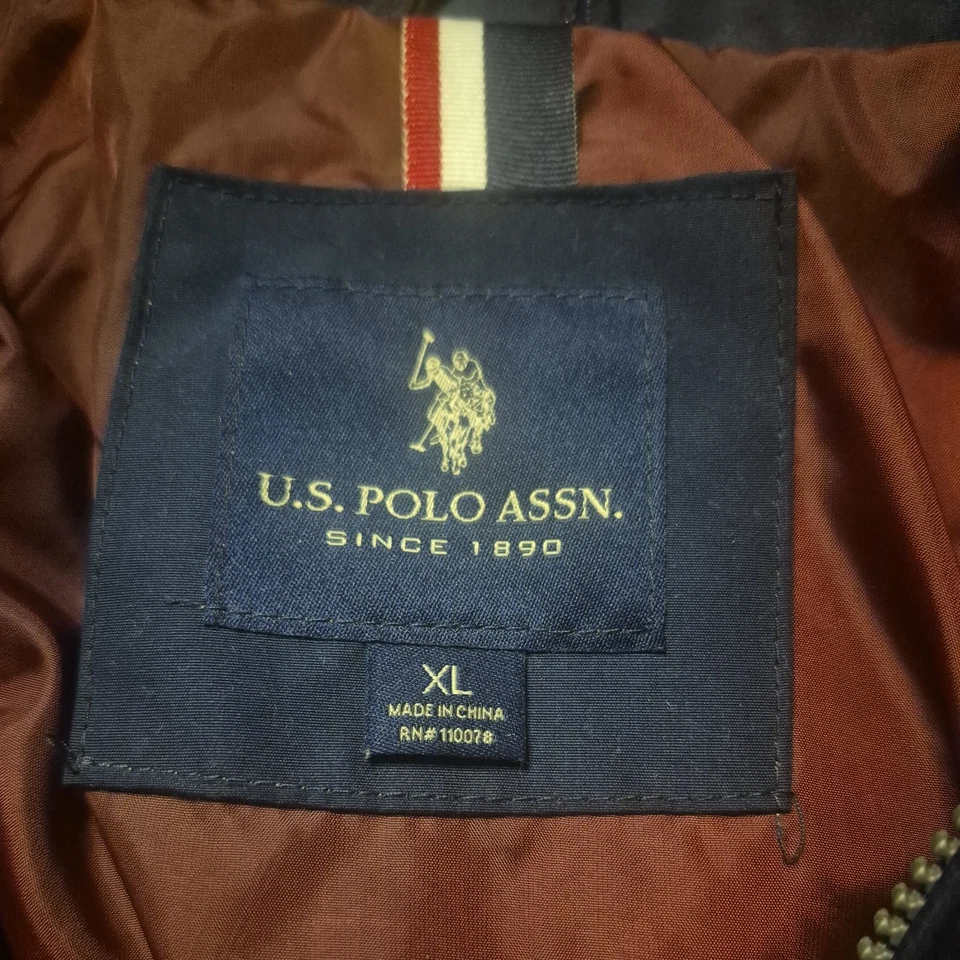 U.S. POLO ASSN.
SINCE 1890
XL
MADE IN CHINA
RN# 110078